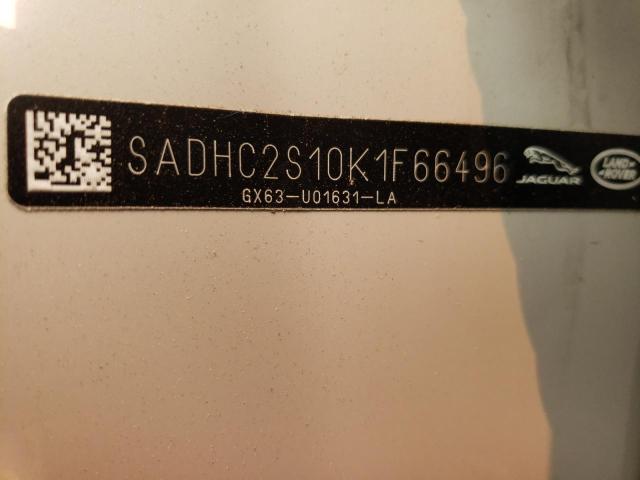 SADHC2S10K1F66496
GX63-U01631-LA
JAGUAR
LAND-
ROVER